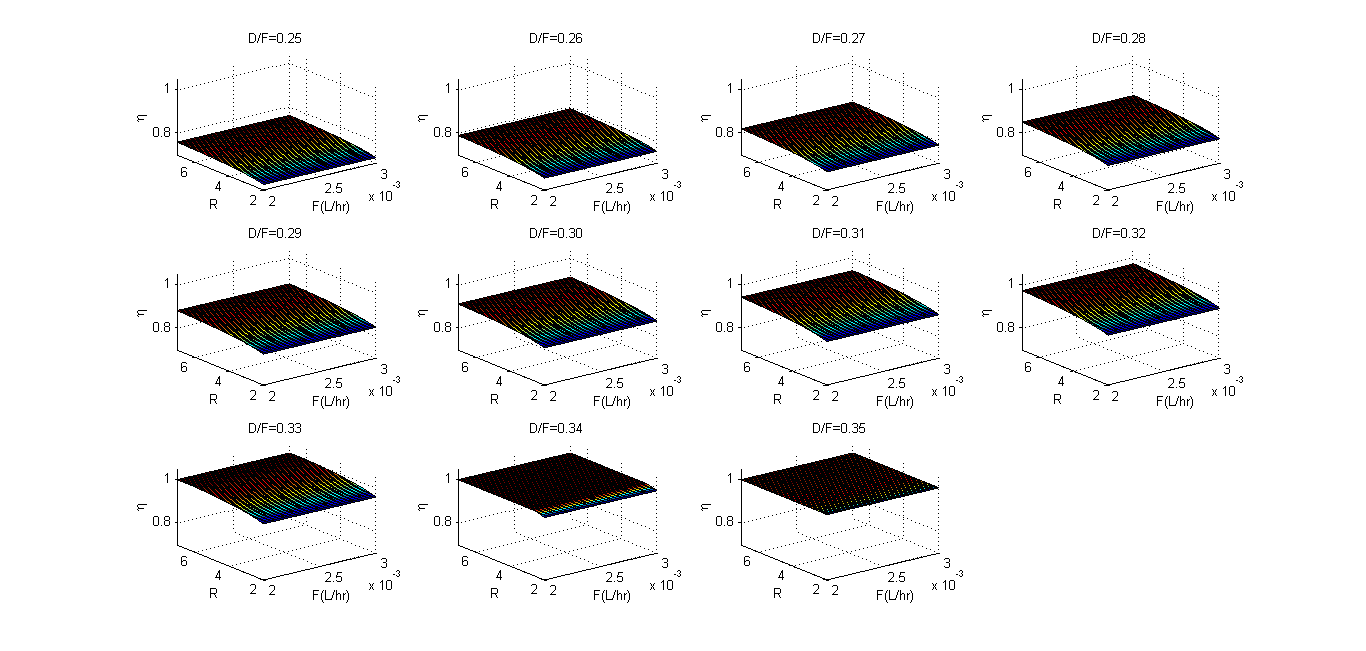 D/F=0.25
1
0.8
η
6
4
2
R
2
2.5
3
x 10^-3
F(L/hr)
D/F=0.26
1
0.8
η
6
4
2
R
2
2.5
3
x 10^-3
F(L/hr)
D/F=0.27
1
0.8
η
6
4
2
R
2
2.5
3
x 10^-3
F(L/hr)
D/F=0.28
1
0.8
η
6
4
2
R
2
2.5
3
x 10^-3
F(L/hr)
D/F=0.29
1
0.8
η
6
4
2
R
2
2.5
3
x 10^-3
F(L/hr)
D/F=0.30
1
0.8
η
6
4
2
R
2
2.5
3
x 10^-3
F(L/hr)
D/F=0.31
1
0.8
η
6
4
2
R
2
2.5
3
x 10^-3
F(L/hr)
D/F=0.32
1
0.8
η
6
4
2
R
2
2.5
3
x 10^-3
F(L/hr)
D/F=0.33
1
0.8
η
6
4
2
R
2
2.5
3
x 10^-3
F(L/hr)
D/F=0.34
1
0.8
η
6
4
2
R
2
2.5
3
x 10^-3
F(L/hr)
D/F=0.35
1
0.8
η
6
4
2
R
2
2.5
3
x 10^-3
F(L/hr)